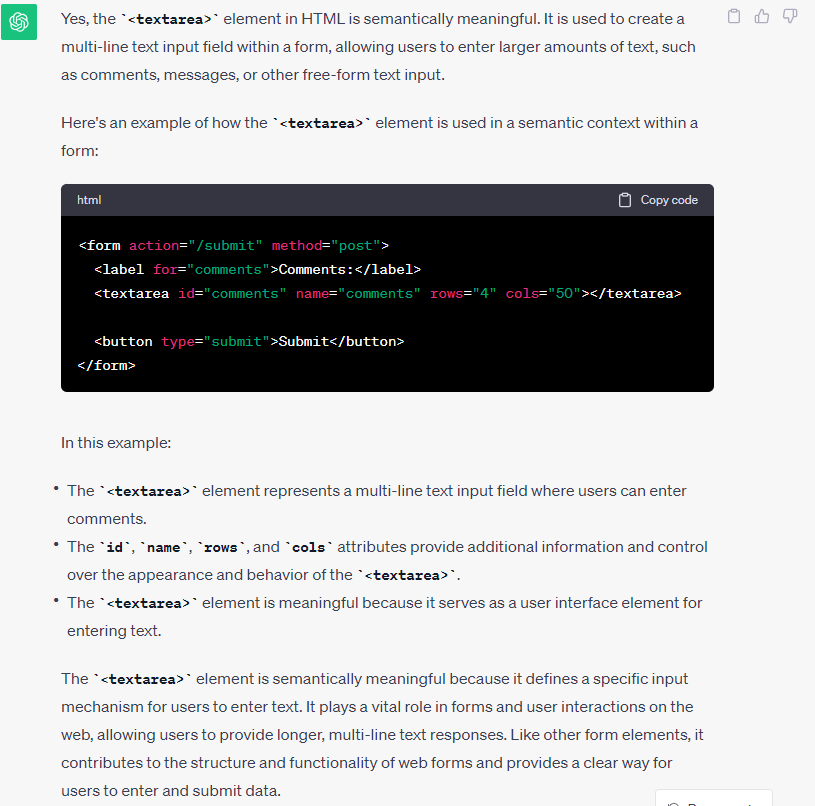 Yes, the `<textarea>` element in HTML is semantically meaningful. It is used to create a
multi-line text input field within a form, allowing users to enter larger amounts of text, such
as comments, messages, or other free-form text input.
Here's an example of how the `<textarea>` element is used in a semantic context within a
form:
html Copy code
<form action="/submit" method="post">
  <label for="comments">Comments:</label>
  <textarea id="comments" name="comments" rows="4" cols="50"></textarea>
  <button type="submit">Submit</button>
</form>
In this example:
• The `<textarea>` element represents a multi-line text input field where users can enter
comments.
• The `id`, `name`, `rows`, and `cols` attributes provide additional information and control
over the appearance and behavior of the `<textarea>`.
• The `<textarea>` element is meaningful because it serves as a user interface element for
entering text.
The `<textarea>` element is semantically meaningful because it defines a specific input
mechanism for users to enter text. It plays a vital role in forms and user interactions on the
web, allowing users to provide longer, multi-line text responses. Like other form elements, it
contributes to the structure and functionality of web forms and provides a clear way for
users to enter and submit data.